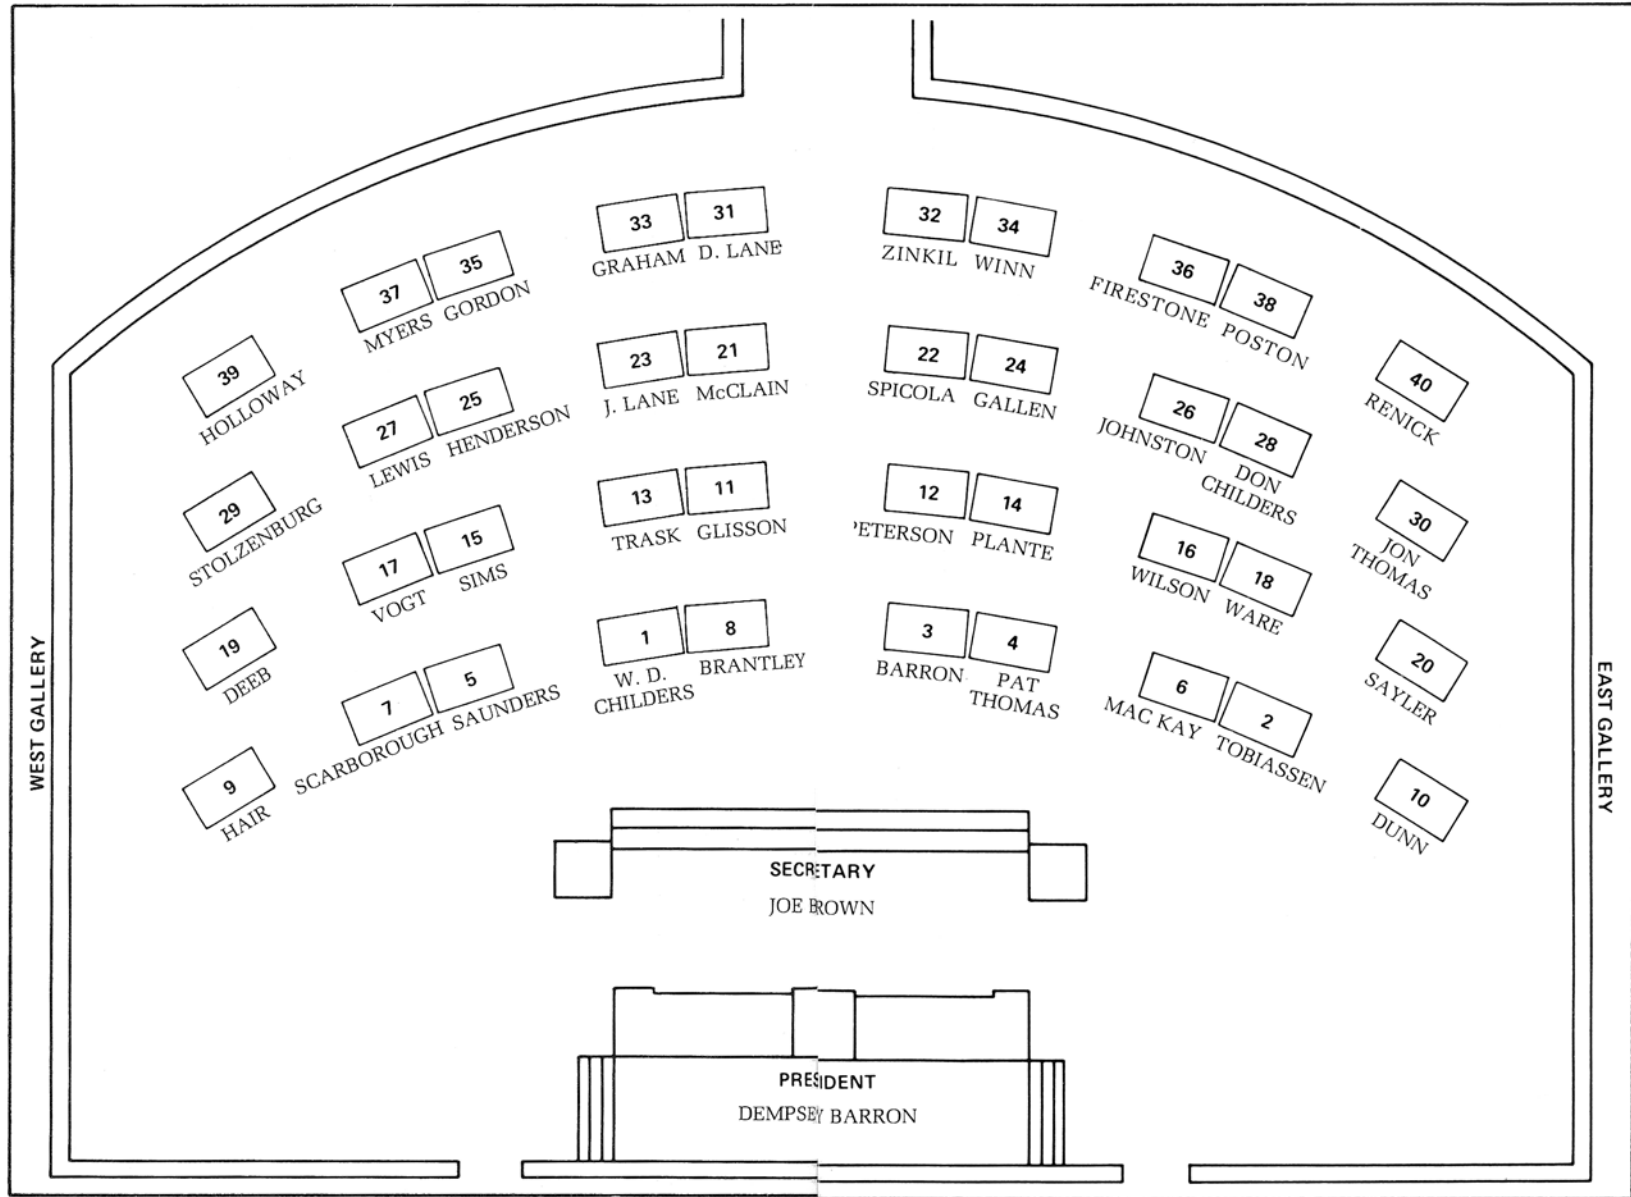 33
31
GRAHAM
D. LANE
32
34
ZINKIL
WINN
37
35
MYERS
GORDON
36
38
FIRESTONE
POSTON
39
HOLLOWAY
40
RENICK
23
21
J. LANE
McCLAIN
22
24
SPICOLA
GALLEN
27
25
LEWIS
HENDERSON
26
28
JOHNSTON
DON
CHILDERS
29
STOLZENBURG
30
JON
THOMAS
13
11
TRASK
GLISSON
12
14
'ETERSON
PLANTE
17
15
VOGT
SIMS
16
18
WILSON
WARE
19
DEEB
20
SAYLER
1
8
W. D.
CHILDERS
BRANTLEY
3
4
BARRON
PAT
THOMAS
7
5
SCARBOROUGH
SAUNDERS
6
2
MAC KAY
TOBIASSEN
9
HAIR
10
DUNN
WEST GALLERY
EAST GALLERY
SECRETARY
JOE BROWN
PRESIDENT
DEMPSEY BARRON